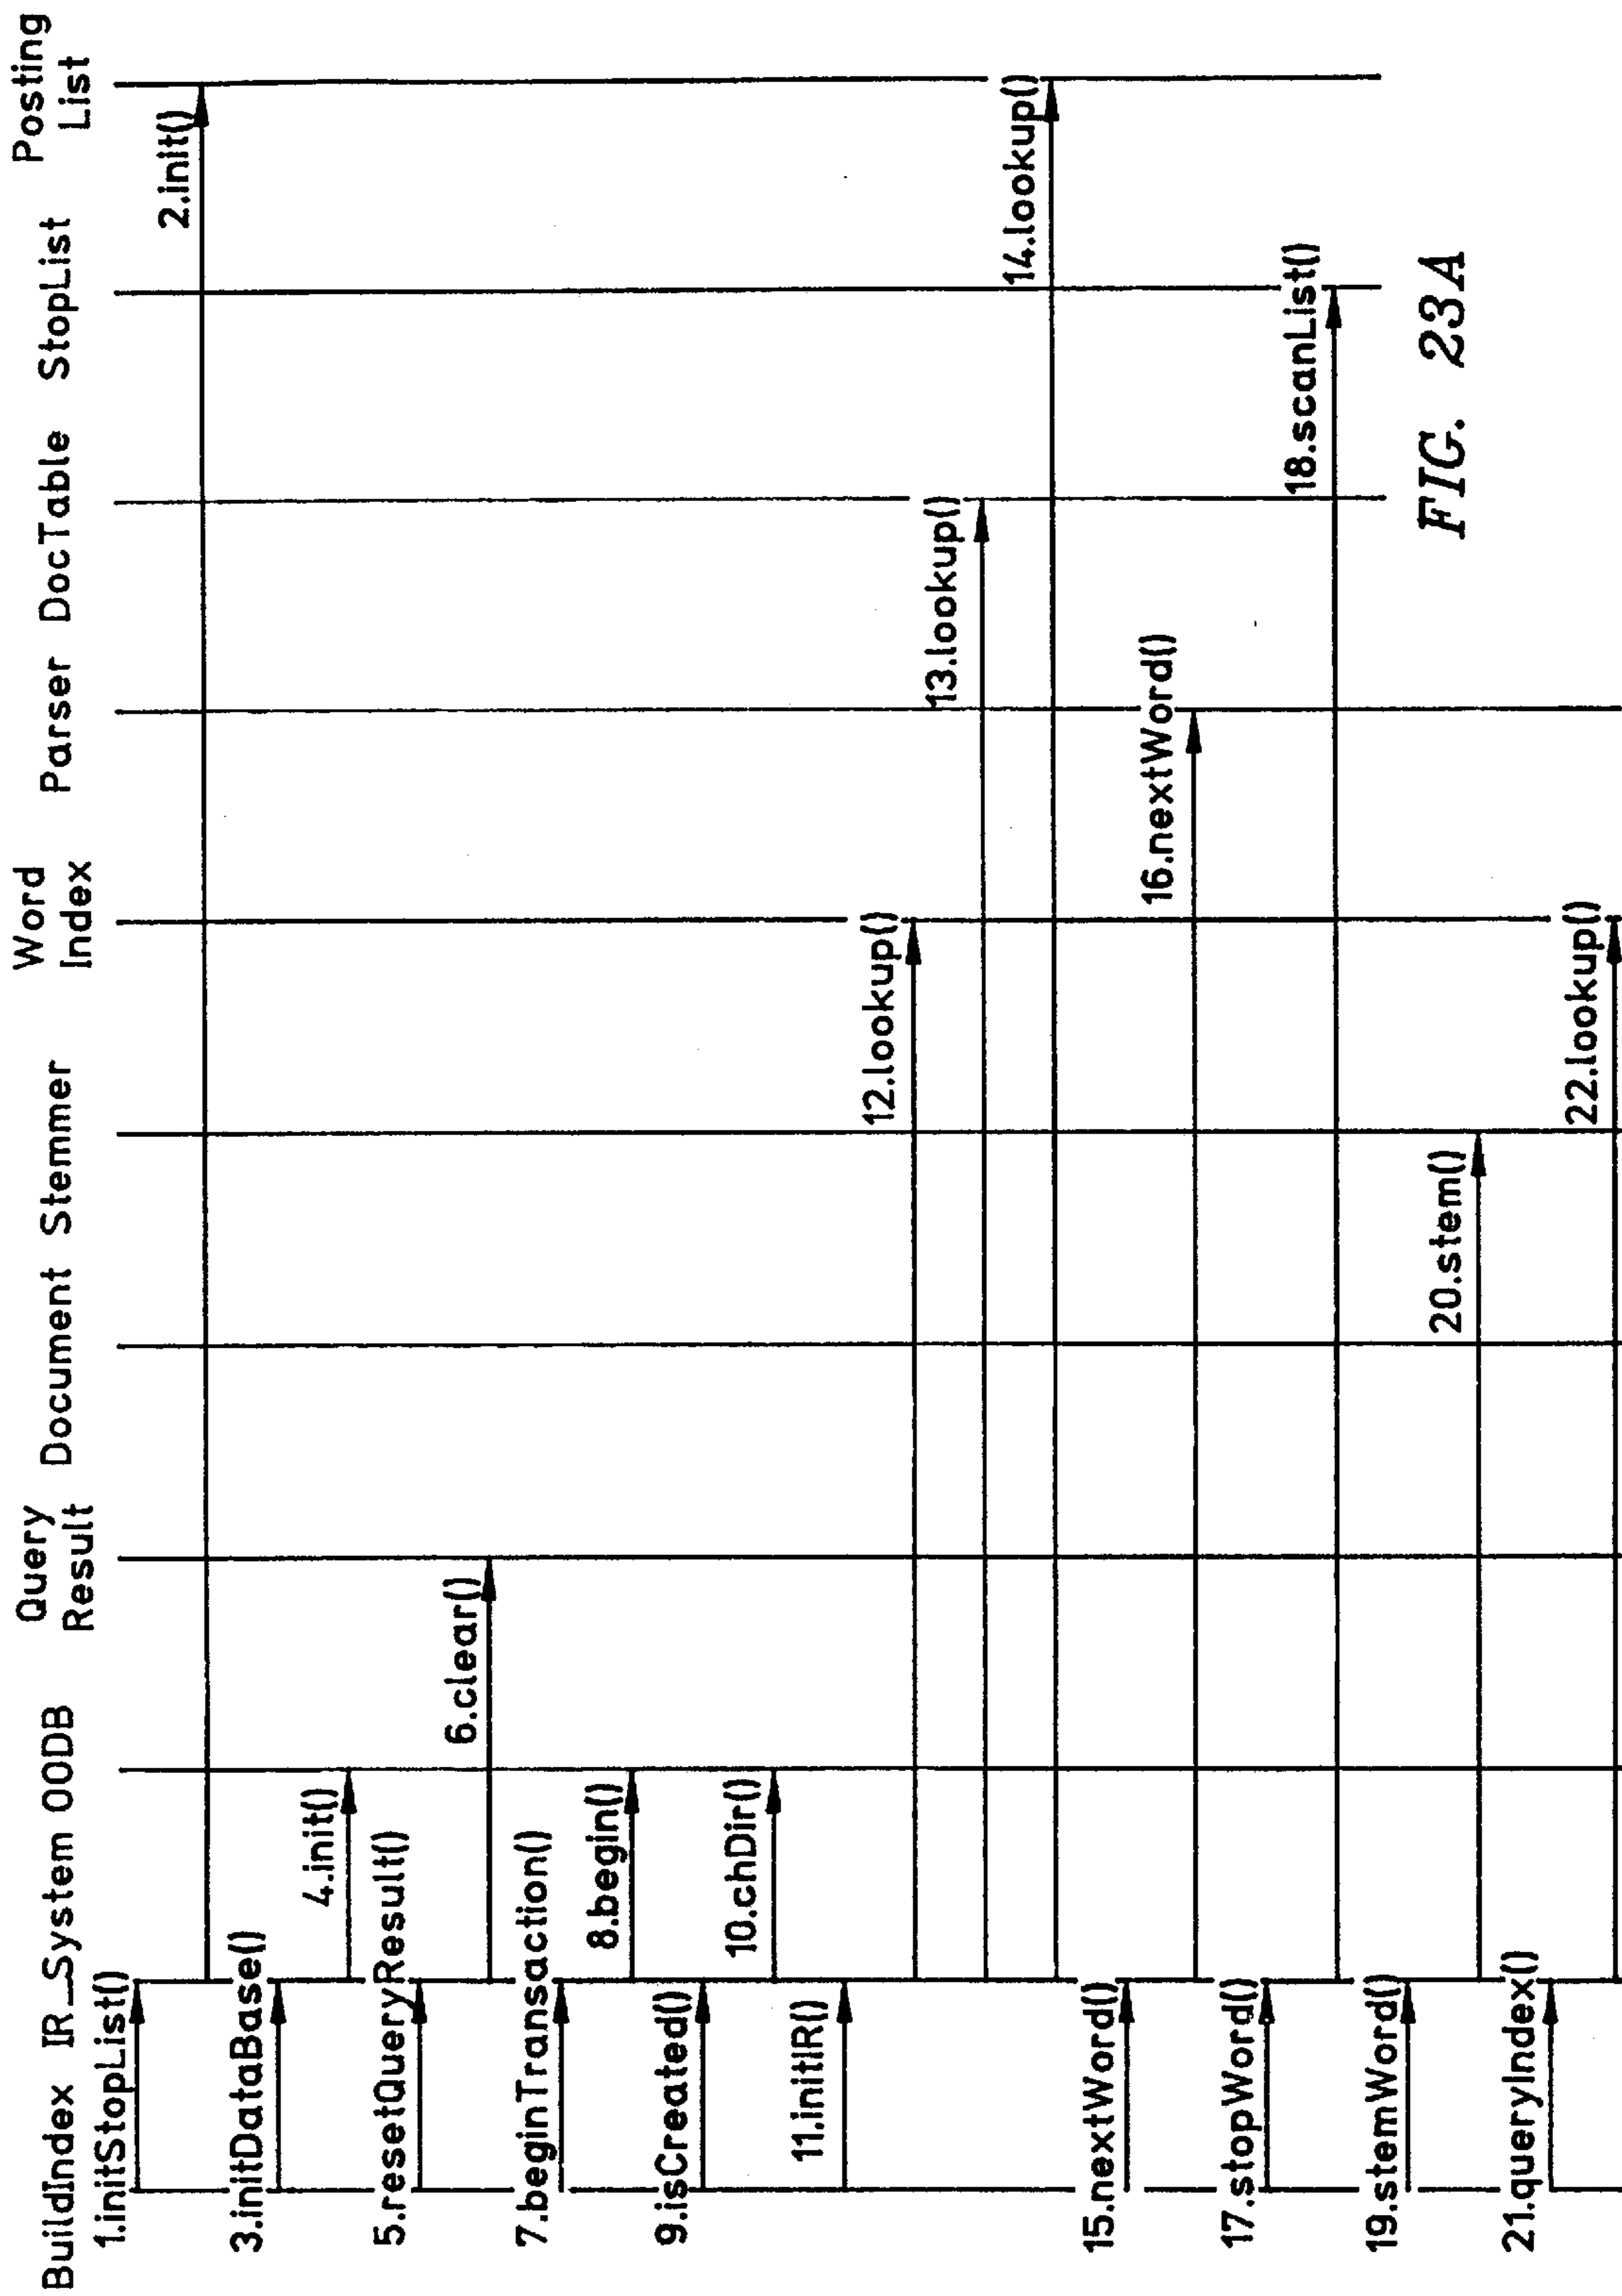 BuildIndex IR_System OODB Query Result Document Stemmer Word Index Parser DocTable StopList Posting List
1.initStopList()
2.init()
3.initDataBase()
4.init()
5.resetQueryResult()
6.clear()
7.beginTransaction()
8.begin()
9.isCreated()
10.chDir()
11.initIR()
12.lookup()
13.lookup()
14.lookup()
15.nextWord()
16.nextWord()
17.stopWord()
18.scanList()
19.stemWord()
20.stem()
21.queryIndex()
22.lookup()
FIG. 23A